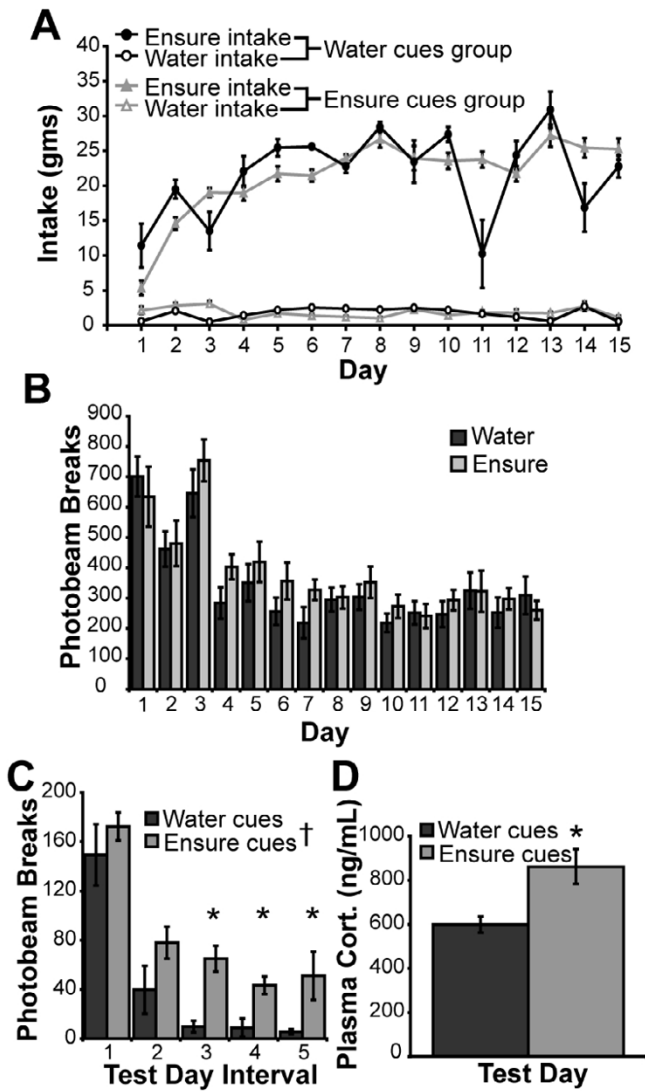 A
Ensure intake
Water intake
Water cues group
Ensure intake
Water intake
Ensure cues group
40
35
30
25
20
15
10
5
0
Intake (gms)
1 2 3 4 5 6 7 8 9 10 11 12 13 14 15
Day
B
900
800
700
600
500
400
300
200
100
0
Photobeam Breaks
Water
Ensure
1 2 3 4 5 6 7 8 9 10 11 12 13 14 15
Day
C
200
160
120
80
40
0
Photobeam Breaks
Water cues
Ensure cues †
* * *
1 2 3 4 5
Test Day Interval
D
1000
800
600
400
200
0
Plasma Cort. (ng/mL)
Water cues
Ensure cues
*
Test Day